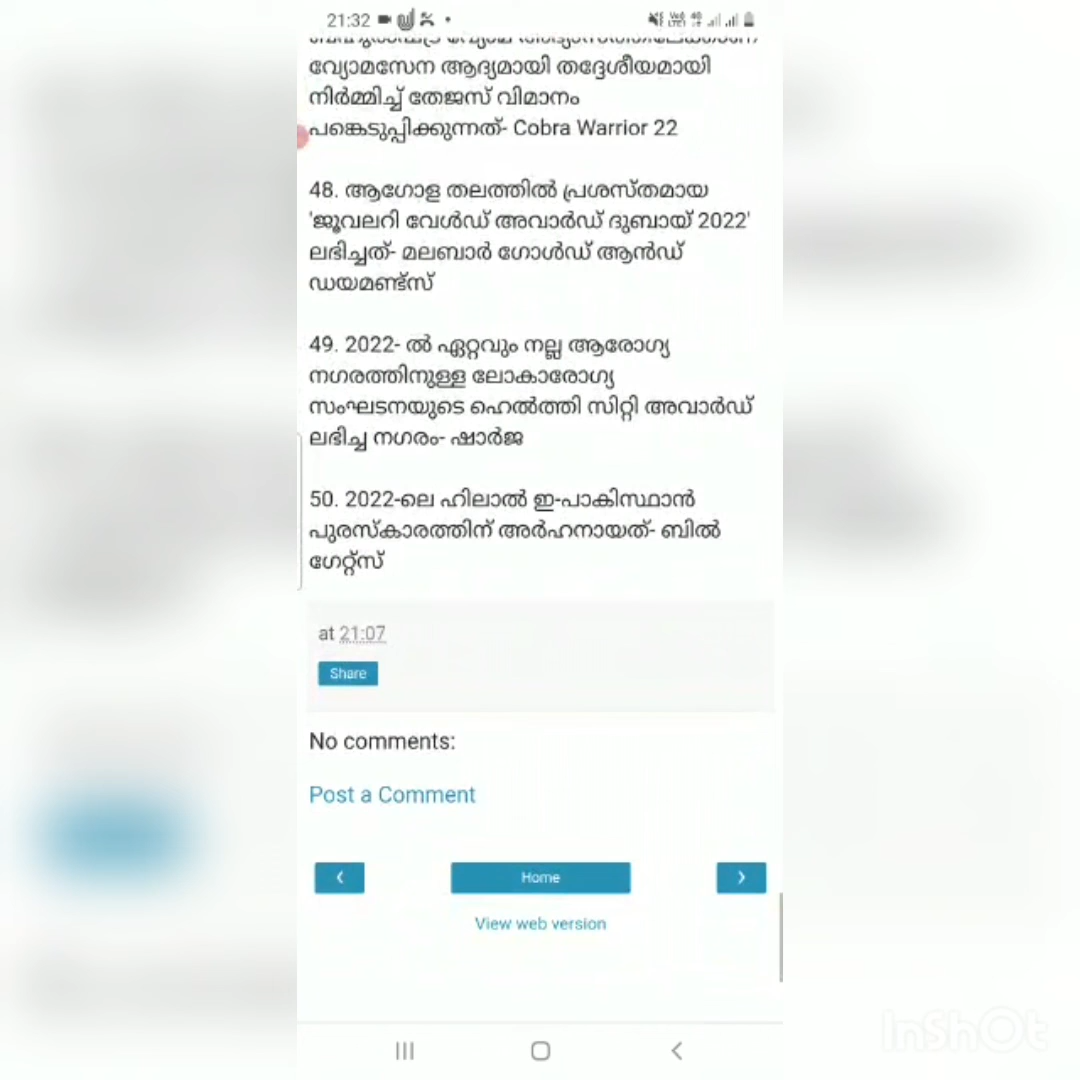 21:32
വ്യോമസേന ആദ്യമായി തദ്ദേശീയമായി
നിർമ്മിച്ച് തേജസ് വിമാനം
പങ്കെടുപ്പിക്കുന്നത്- Cobra Warrior 22
48. ആഗോള തലത്തിൽ പ്രശസ്തമായ
'ജൂവലറി വേൾഡ് അവാർഡ് ദുബായ് 2022'
ലഭിച്ചത്- മലബാർ ഗോൾഡ് ആൻഡ്
ഡയമണ്ട്സ്
49. 2022- ൽ ഏറ്റവും നല്ല ആരോഗ്യ
നഗരത്തിനുള്ള ലോകാരോഗ്യ
സംഘടനയുടെ ഹെൽത്തി സിറ്റി അവാർഡ്
ലഭിച്ച നഗരം- ഷാർജ
50. 2022-ലെ ഹിലാൽ ഇ-പാകിസ്ഥാൻ
പുരസ്കാരത്തിന് അർഹനായത്- ബിൽ
ഗേറ്റ്സ്
at 21:07
Share
No comments:
Post a Comment
Home
View web version
InShOt